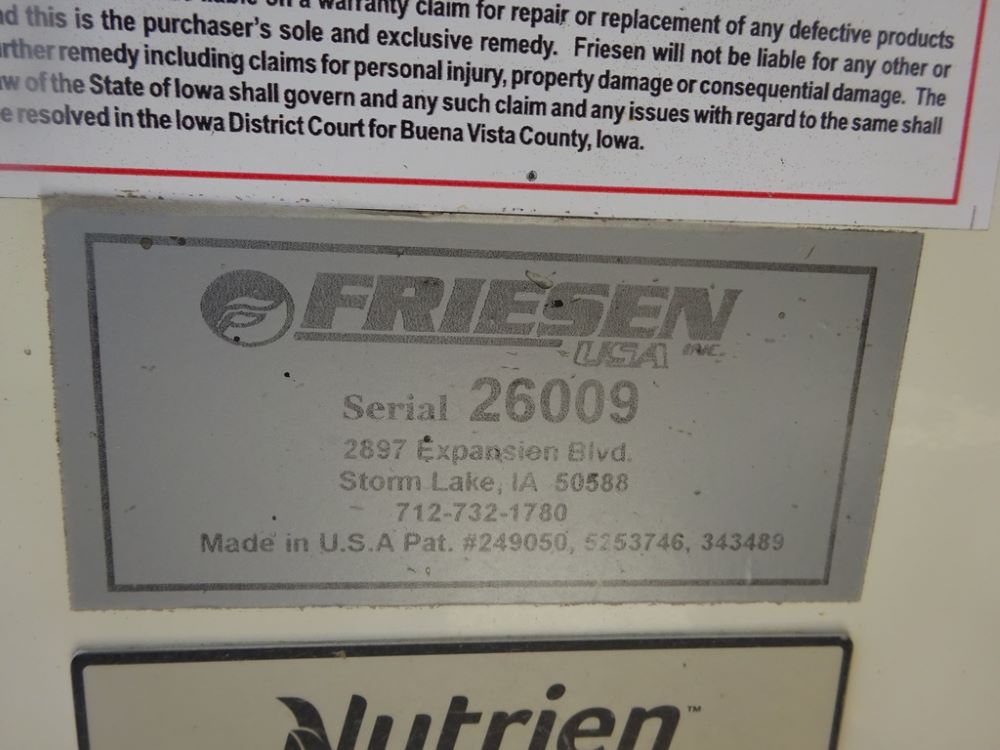 a warranty claim for repair or replacement of any defective products
this is the purchaser's sole and exclusive remedy. Friesen will not be liable for any other or
remedy including claims for personal injury, property damage or consequential damage. The
of the State of Iowa shall govern and any such claim and any issues with regard to the same shall
resolved in the Iowa District Court for Buena Vista County, Iowa.
FRIESEN
USA INC.
Serial 26009
2897 Expansion Blvd.
Storm Lake, IA 50588
712-732-1780
Made in U.S.A Pat. #249050, 5253746, 343489
Nutrien™